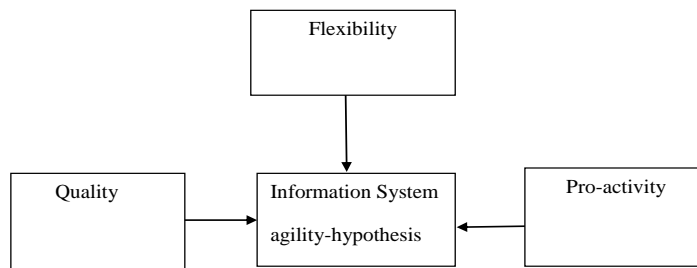 Flexibility
Quality
Information System
agility-hypothesis
Pro-activity